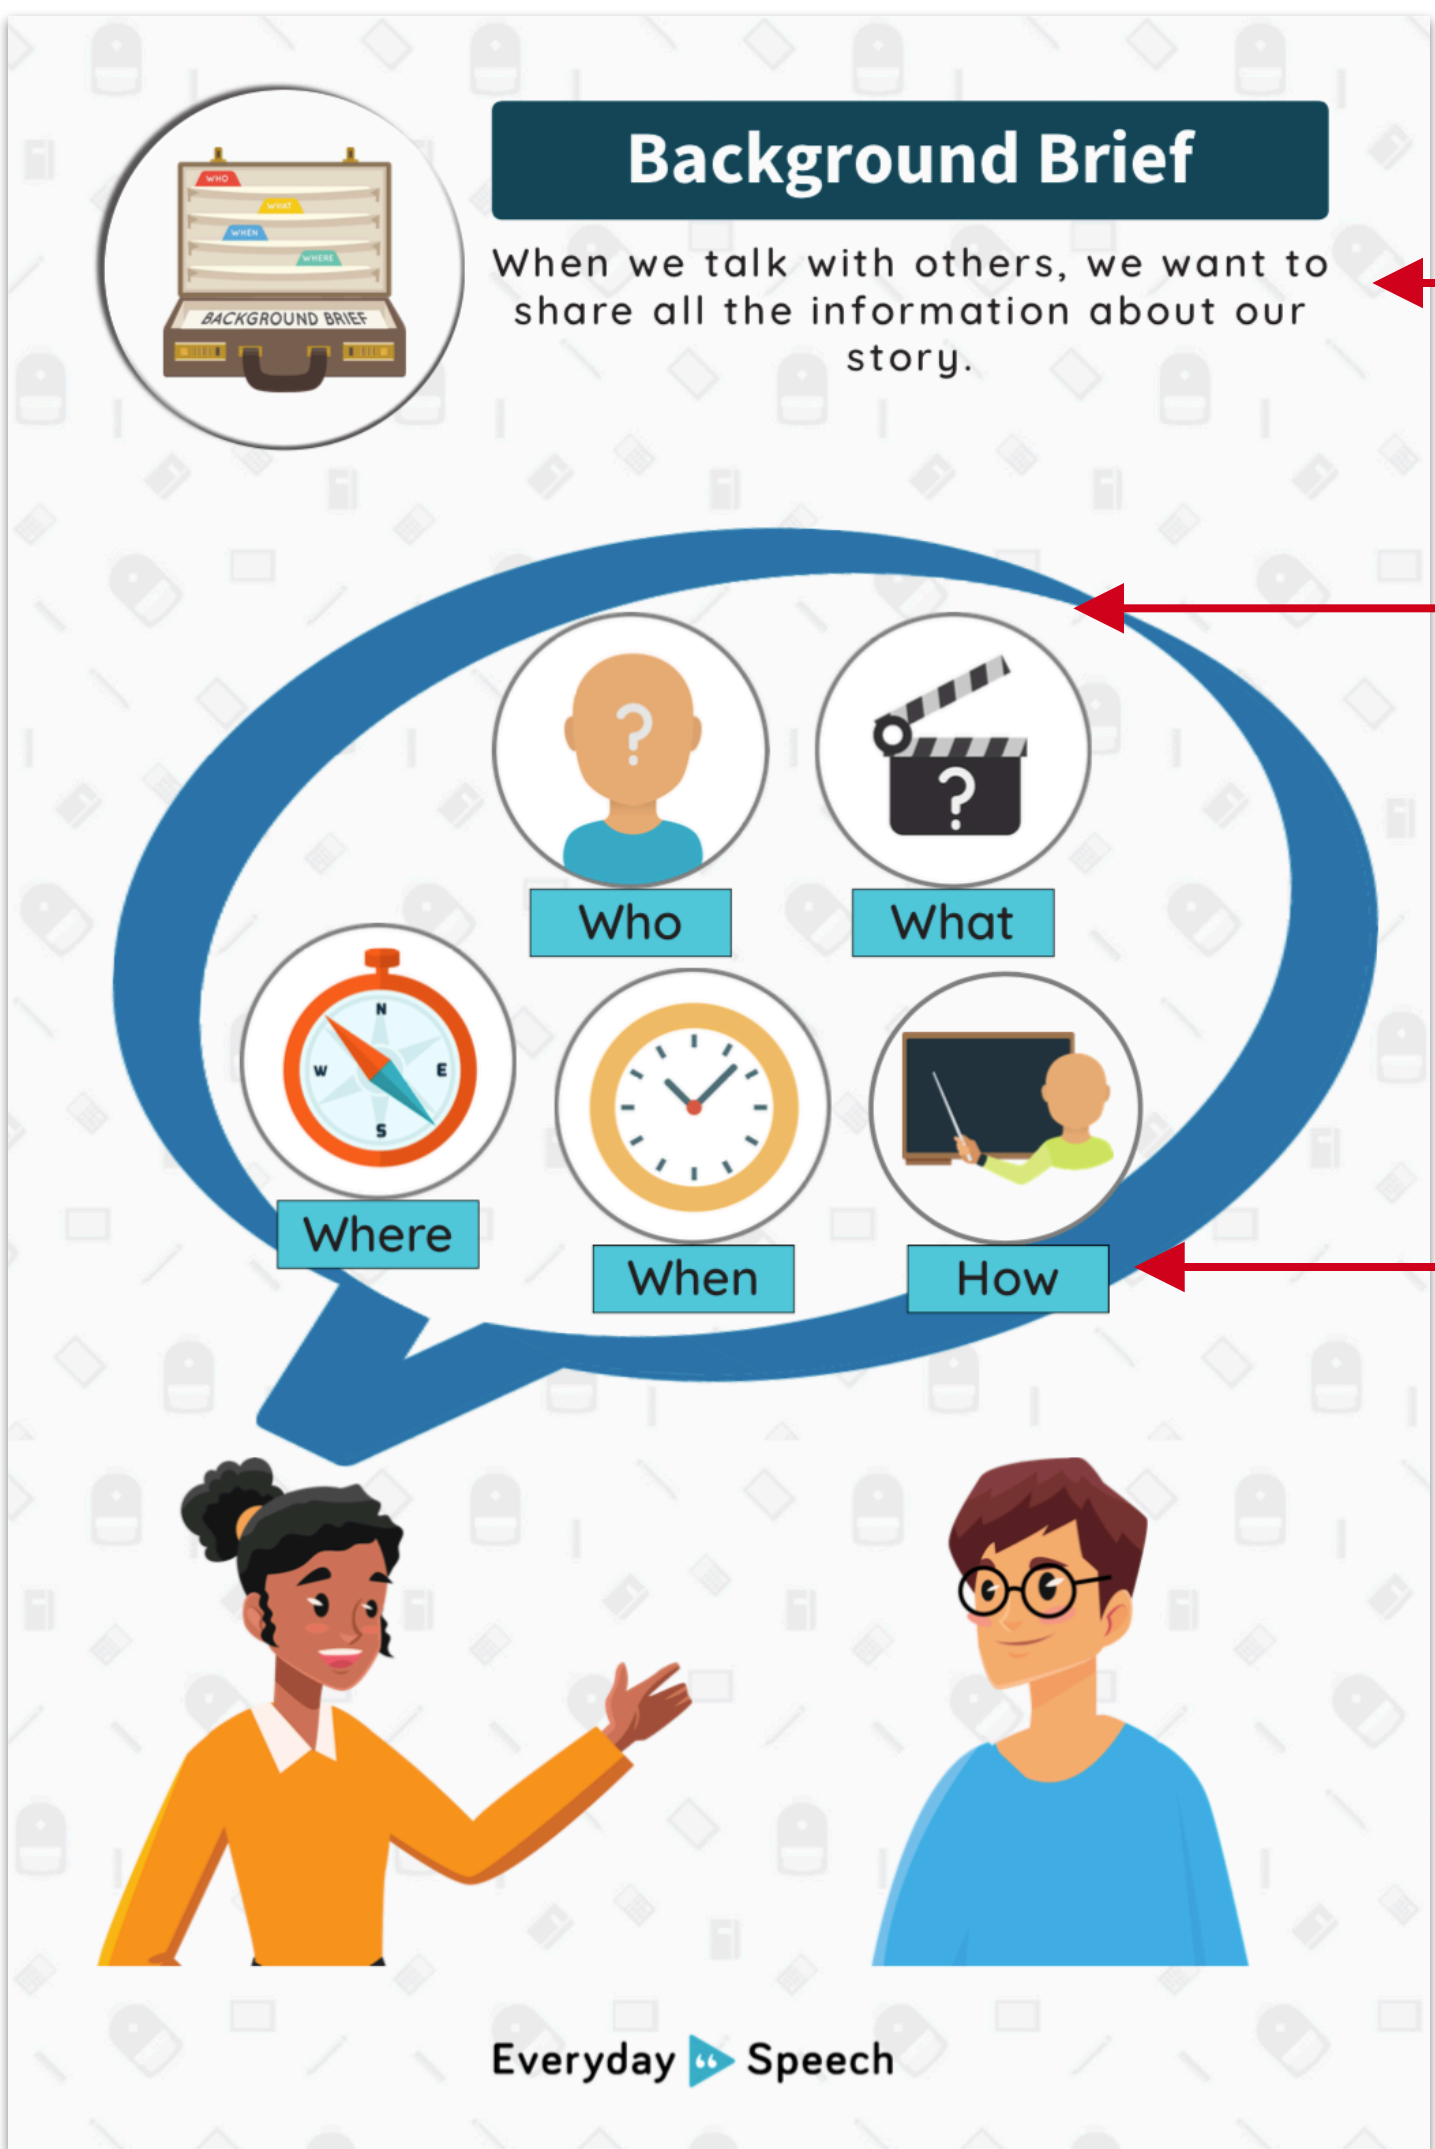 WHO
WHAT
WHEN
WHERE
BACKGROUND BRIEF
Background Brief
When we talk with others, we want to
share all the information about our
story.
?
?
Who
What
N
W
E
S
Where
When
How
Everyday “ Speech